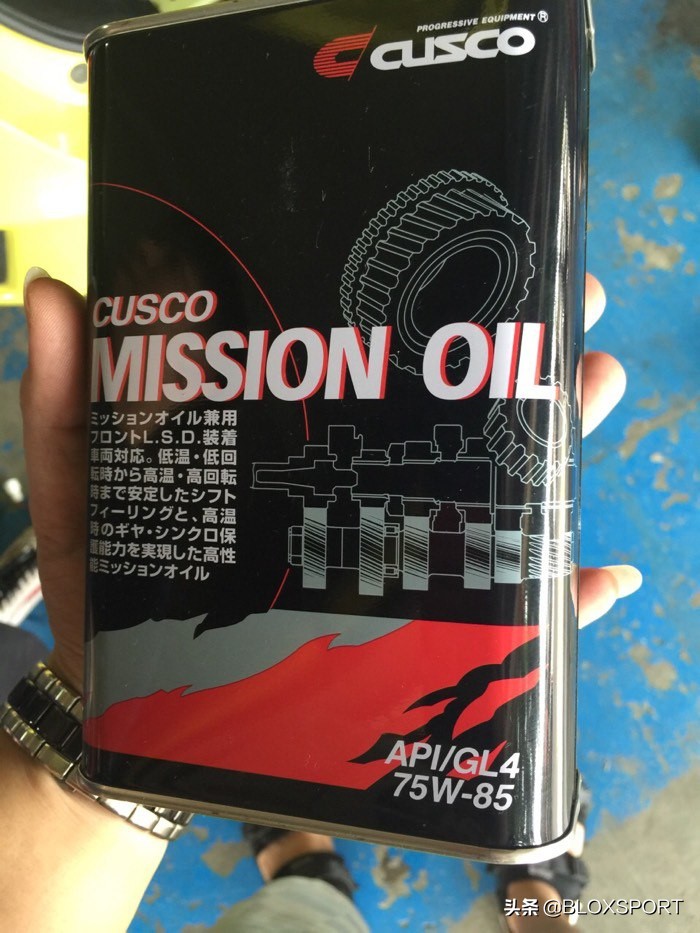 PROGRESSIVE EQUIPMENT®
CUSCO
CUSCO
MISSION OIL
ミッションオイル兼用
フロントL.S.D.装着
車両対応。低温・低回
転時から高温・高回転
時まで安定したシフト
フィーリングと、高温
時のギヤ・シンクロ保
護能力を実現した高性
能ミッションオイル
API/GL4
75W-85
头条 @BLOXSPORT